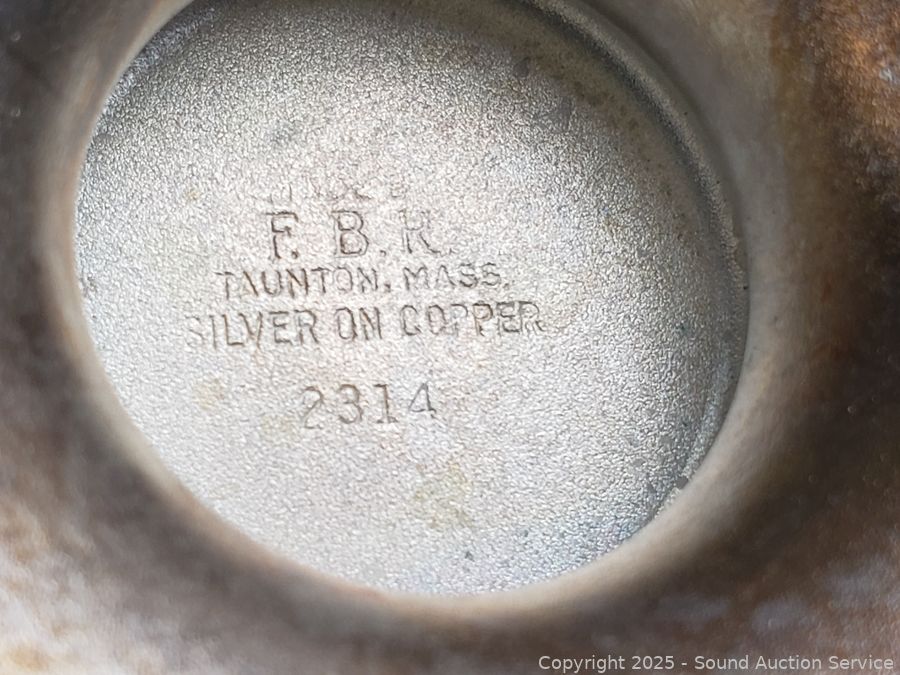 F. B. R.
TAUNTON, MASS.
SILVER ON COPPER
2314
Copyright © 2025 - Sound Auction Service